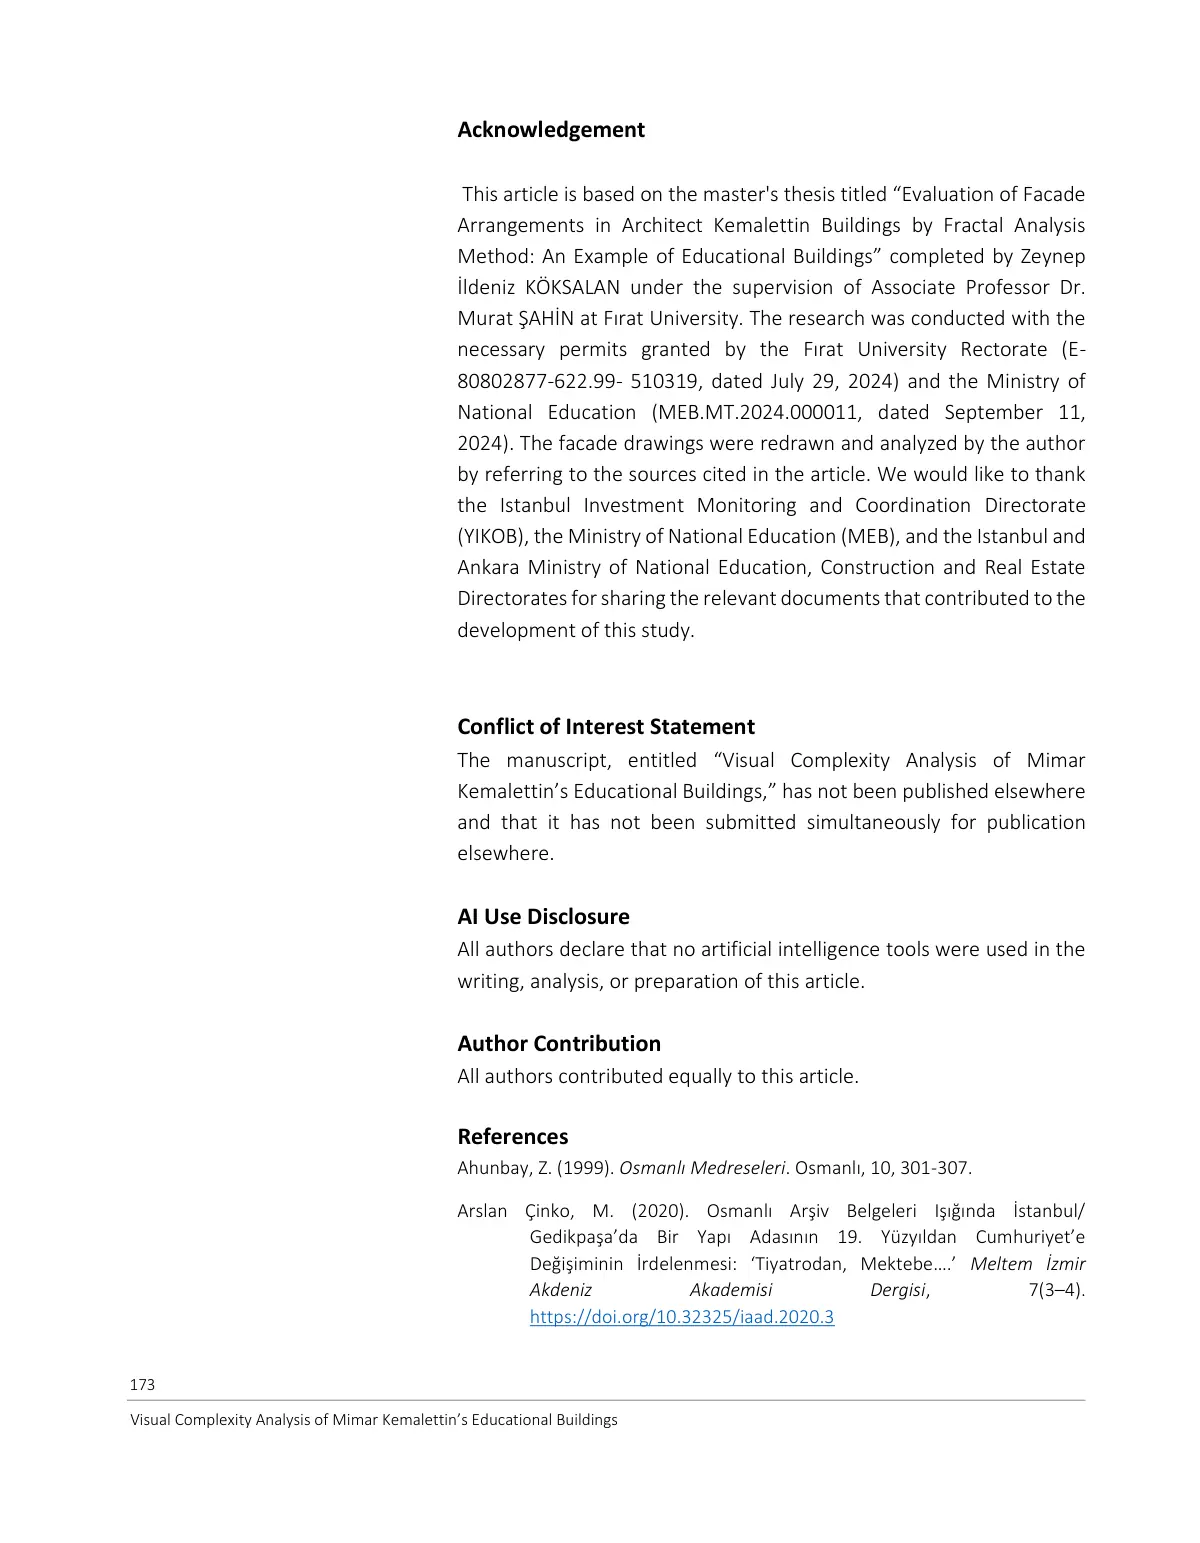 Acknowledgement
This article is based on the master's thesis titled “Evaluation of Facade
Arrangements in Architect Kemalettin Buildings by Fractal Analysis
Method: An Example of Educational Buildings” completed by Zeynep
İldeniz KÖKSALAN under the supervision of Associate Professor Dr.
Murat ŞAHİN at Fırat University. The research was conducted with the
necessary permits granted by the Fırat University Rectorate (E-
80802877-622.99- 510319, dated July 29, 2024) and the Ministry of
National Education (MEB.MT.2024.000011, dated September 11,
2024). The facade drawings were redrawn and analyzed by the author
by referring to the sources cited in the article. We would like to thank
the Istanbul Investment Monitoring and Coordination Directorate
(YIKOB), the Ministry of National Education (MEB), and the Istanbul and
Ankara Ministry of National Education, Construction and Real Estate
Directorates for sharing the relevant documents that contributed to the
development of this study.
Conflict of Interest Statement
The manuscript, entitled “Visual Complexity Analysis of Mimar
Kemalettin’s Educational Buildings,” has not been published elsewhere
and that it has not been submitted simultaneously for publication
elsewhere.
AI Use Disclosure
All authors declare that no artificial intelligence tools were used in the
writing, analysis, or preparation of this article.
Author Contribution
All authors contributed equally to this article.
References
Ahunbay, Z. (1999). Osmanlı Medreseleri. Osmanlı, 10, 301-307.
Arslan Çinko, M. (2020). Osmanlı Arşiv Belgeleri Işığında İstanbul/
Gedikpaşa’da Bir Yapı Adasının 19. Yüzyıldan Cumhuriyet’e
Değişiminin İrdelenmesi: ‘Tiyatrodan, Mektebe....’ Meltem İzmir
Akdeniz Akademisi Dergisi, 7(3–4).
https://doi.org/10.32325/iaad.2020.3
173
Visual Complexity Analysis of Mimar Kemalettin’s Educational Buildings